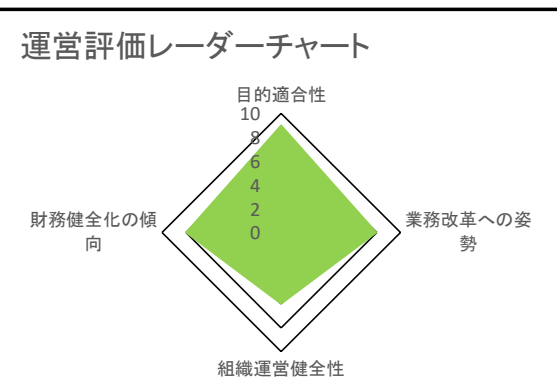 運営評価レーダーチャート
目的適合性
10
8
6
4
2
0
財務健全化の傾
向
業務改革への姿
勢
組織運営健全性